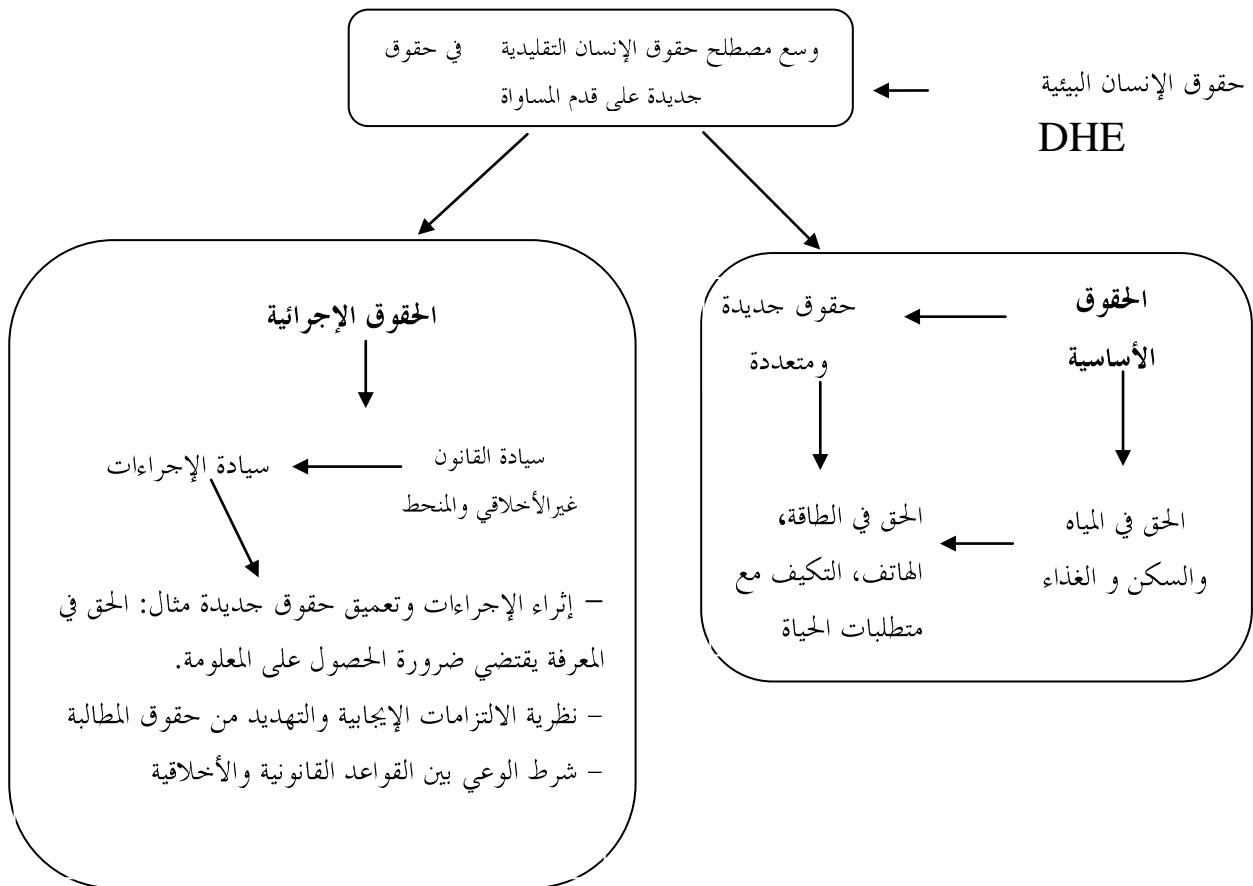 وسع مصطلح حقوق الإنسان التقليدية في حقوق
جديدة على قدم المساواة
حقوق الإنسان البيئية
DHE
الحقوق
الأساسية
حقوق جديدة
ومتعددة
الحق في المياه
والسكن و الغذاء
الحق في الطاقة،
الهاتف، التكيف مع
متطلبات الحياة
الحقوق الإجرائية
سيادة القانون
غيرالأخلاقي والمنحط
سيادة الإجراءات
– إثراء الإجراءات وتعميق حقوق جديدة مثال: الحق في
المعرفة يقتضي ضرورة الحصول على المعلومة.
– نظرية الالتزامات الإيجابية والتهديد من حقوق المطالبة
– شرط الوعي بين القواعد القانونية والأخلاقية